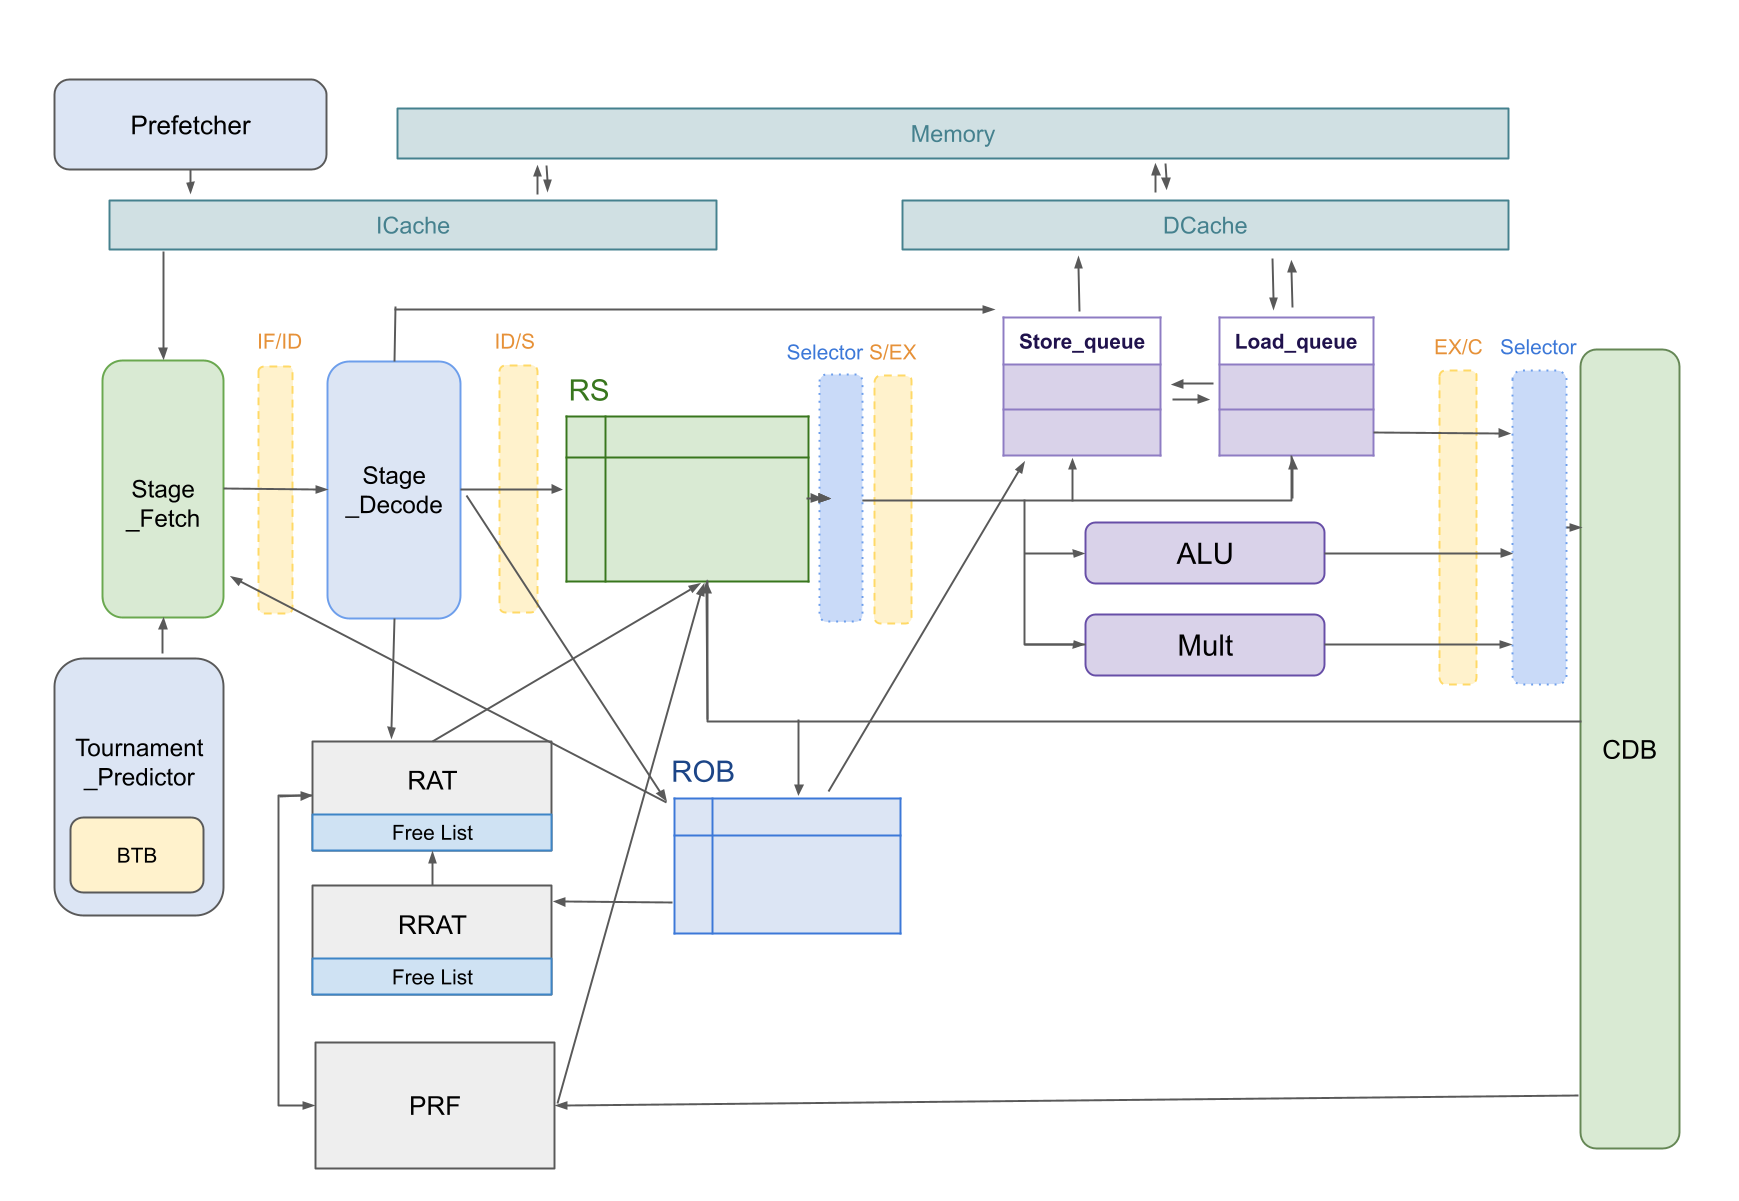 Prefetcher
Memory
ICache
DCache
IF/ID
ID/S
Selector
S/EX
Store_queue
Load_queue
EX/C
Selector
RS
Stage
_Fetch
Stage
_Decode
ALU
Mult
Tournament
_Predictor
BTB
RAT
Free List
ROB
CDB
RRAT
Free List
PRF